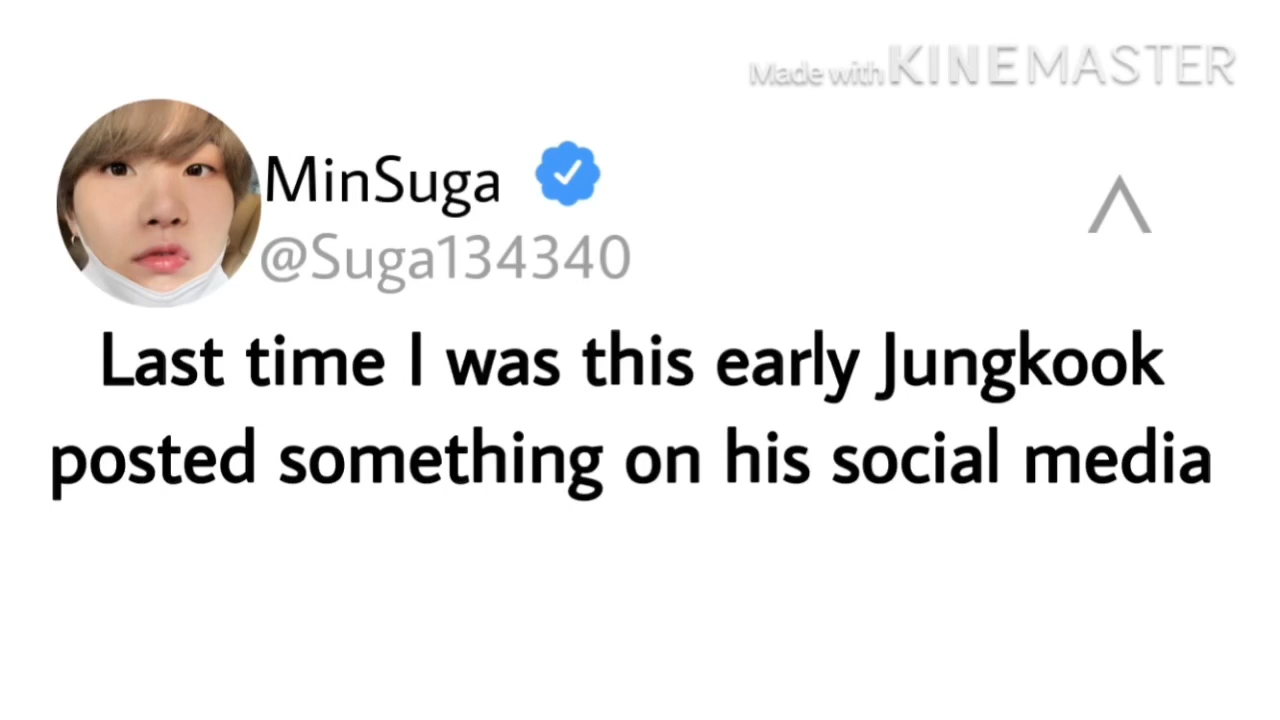 Made with KINEMASTER
MinSuga
@Suga134340
Last time I was this early Jungkook
posted something on his social media